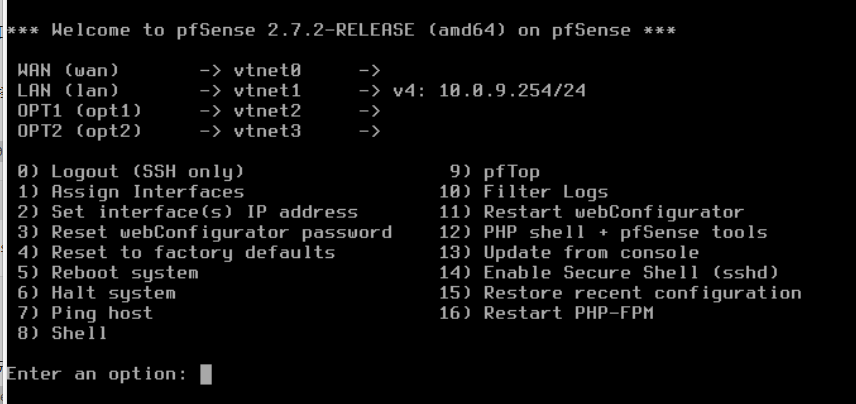 *** Welcome to pfSense 2.7.2-RELEASE (amd64) on pfSense ***
WAN (wan)       -> vtnet0     ->
LAN (lan)       -> vtnet1     -> v4: 10.0.9.254/24
OPT1 (opt1)     -> vtnet2     ->
OPT2 (opt2)     -> vtnet3     ->
0) Logout (SSH only)                  9) pfTop
1) Assign Interfaces                 10) Filter Logs
2) Set interface(s) IP address       11) Restart webConfigurator
3) Reset webConfigurator password    12) PHP shell + pfSense tools
4) Reset to factory defaults         13) Update from console
5) Reboot system                     14) Enable Secure Shell (sshd)
6) Halt system                       15) Restore recent configuration
7) Ping host                         16) Restart PHP-FPM
8) Shell
Enter an option: